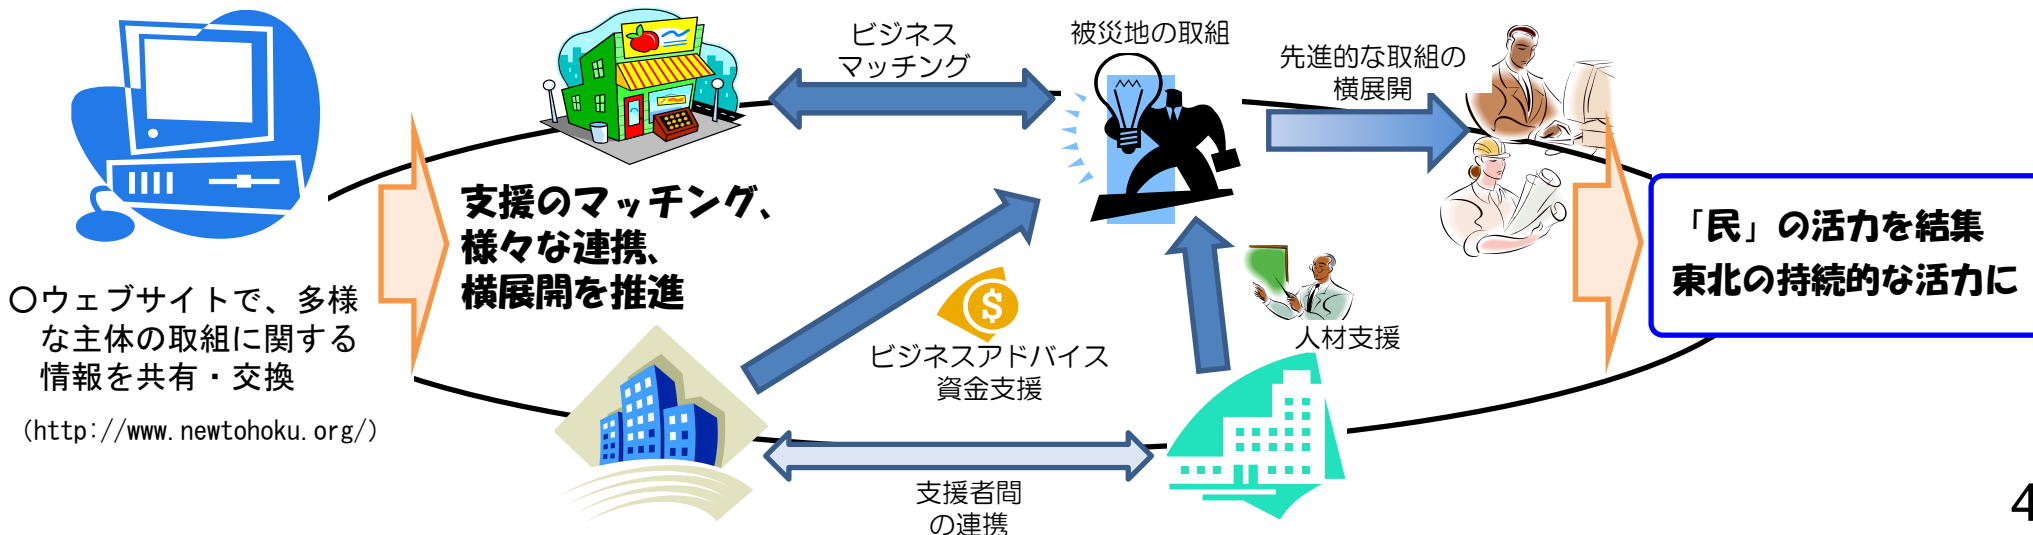 〇ウェブサイトで、多様
な主体の取組に関する
情報を共有・交換
（http://www.newtohoku.org/）
支援のマッチング、
様々な連携、
横展開を推進
ビジネス
マッチング
被災地の取組
先進的な取組の
横展開
ビジネスアドバイス
資金支援
人材支援
支援者間
の連携
「民」の活力を結集
東北の持続的な活力に
4